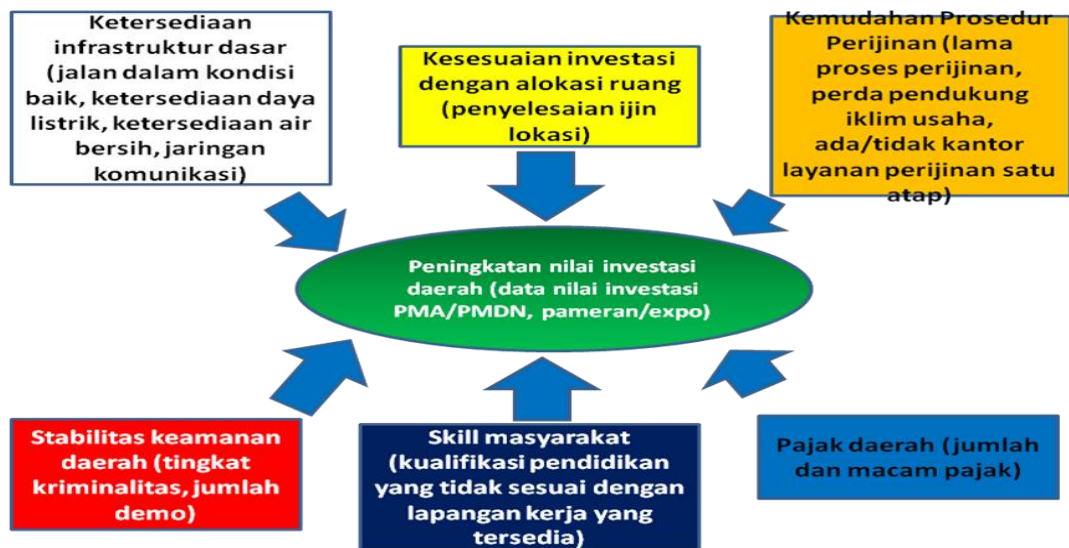 Ketersediaan
infrastruktur dasar
(jalan dalam kondisi
baik, ketersediaan daya
listrik, ketersediaan air
bersih, jaringan
komunikasi)
Kesesuaian investasi
dengan alokasi ruang
(penyelesaian ijin
lokasi)
Kemudahan Prosedur
Perijinan (lama
proses perijinan,
perda pendukung
iklim usaha,
ada/tidak kantor
layanan perijinan satu
atap)
Peningkatan nilai investasi
daerah (data nilai investasi
PMA/PMDN, pameran/expo)
Stabilitas keamanan
daerah (tingkat
kriminalitas, jumlah
demo)
Skill masyarakat
(kualifikasi pendidikan
yang tidak sesuai dengan
lapangan kerja yang
tersedia)
Pajak daerah (jumlah
dan macam pajak)